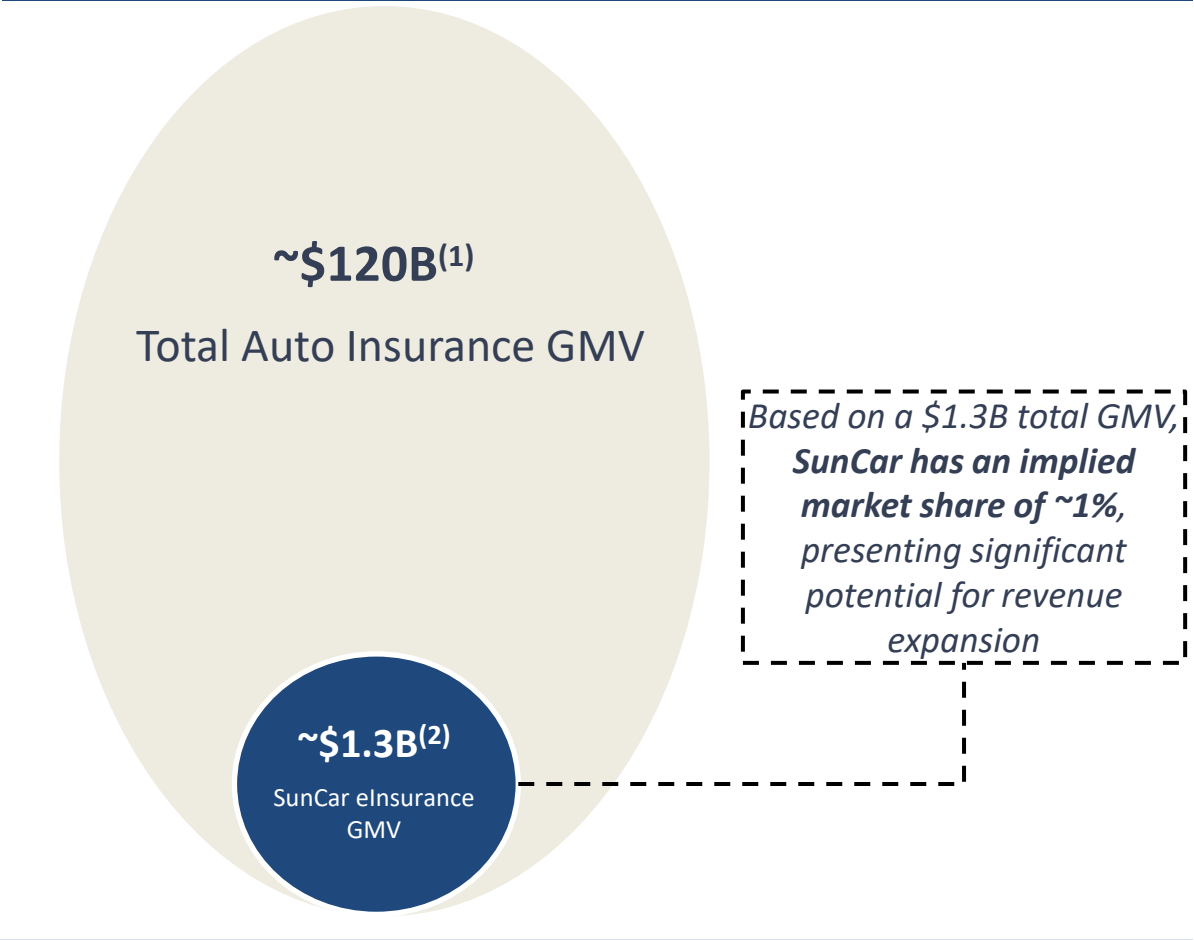 ~$120B(1)
Total Auto Insurance GMV
Based on a $1.3B total GMV,
SunCar has an implied
market share of ~1%,
presenting significant
potential for revenue
expansion
~$1.3B(2)
SunCar eInsurance
GMV